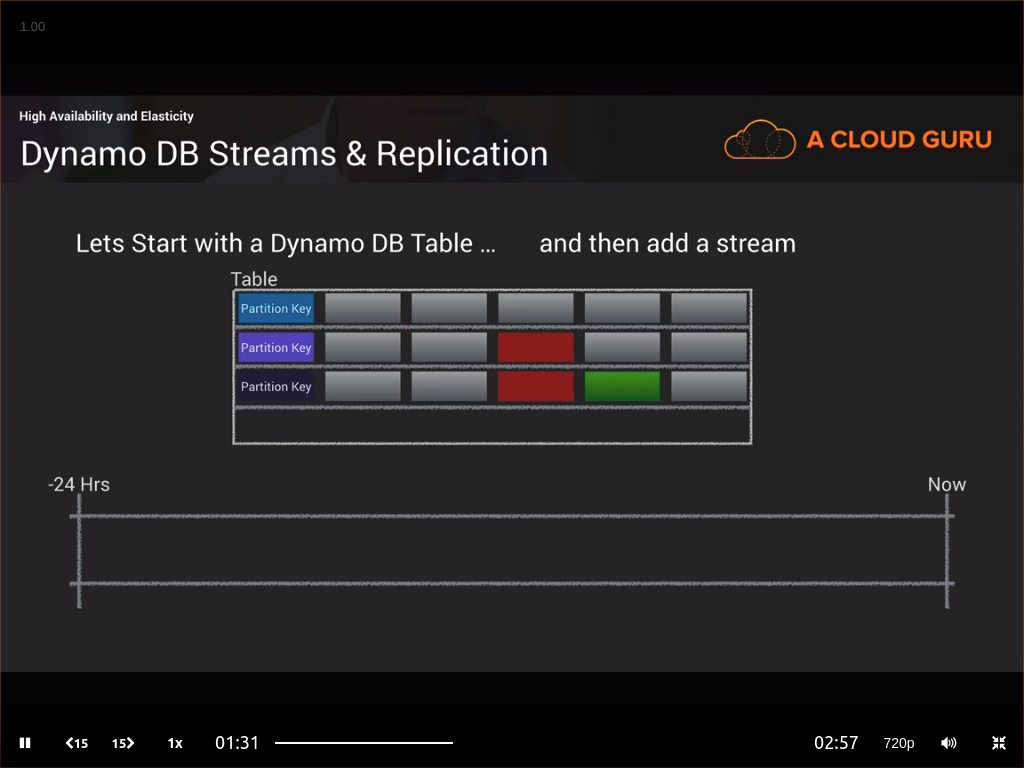 1.00
High Availability and Elasticity
Dynamo DB Streams & Replication
A CLOUD GURU
Lets Start with a Dynamo DB Table ... and then add a stream
Table
Partition Key
Partition Key
Partition Key
-24 Hrs Now
15 15 1x 01:31 02:57 720p